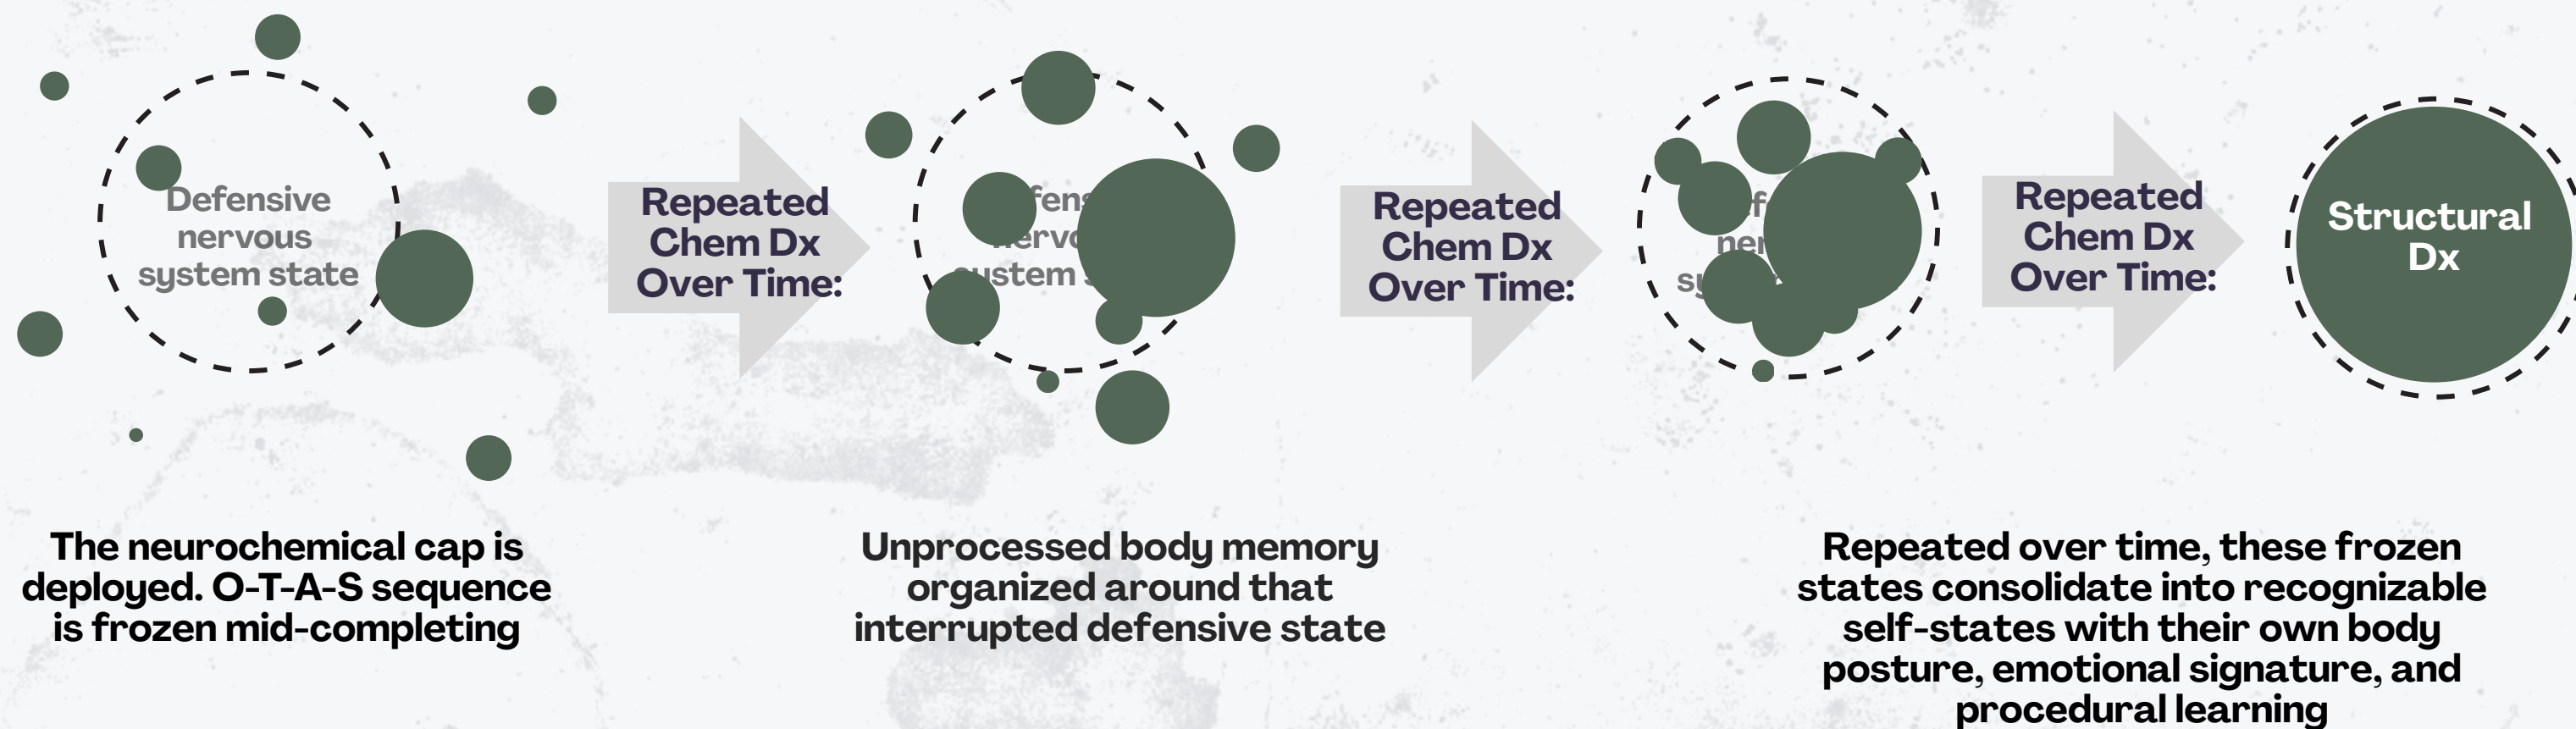 Defensive
nervous
system state
Repeated
Chem Dx
Over Time:
Repeated
Chem Dx
Over Time:
Repeated
Chem Dx
Over Time:
Structural
Dx
The neurochemical cap is
deployed. O-T-A-S sequence
is frozen mid-completing
Unprocessed body memory
organized around that
interrupted defensive state
Repeated over time, these frozen
states consolidate into recognizable
self-states with their own body
posture, emotional signature, and
procedural learning